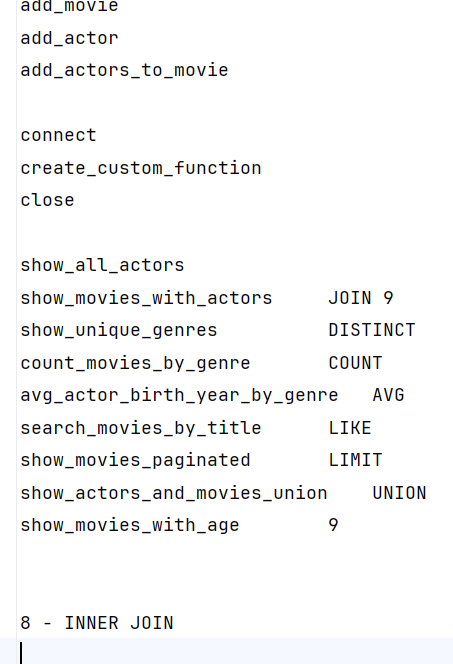 add_movie
add_actor
add_actors_to_movie
connect
create_custom_function
close
show_all_actors
show_movies_with_actors JOIN 9
show_unique_genres DISTINCT
count_movies_by_genre COUNT
avg_actor_birth_year_by_genre AVG
search_movies_by_title LIKE
show_movies_paginated LIMIT
show_actors_and_movies_union UNION
show_movies_with_age 9
8 - INNER JOIN